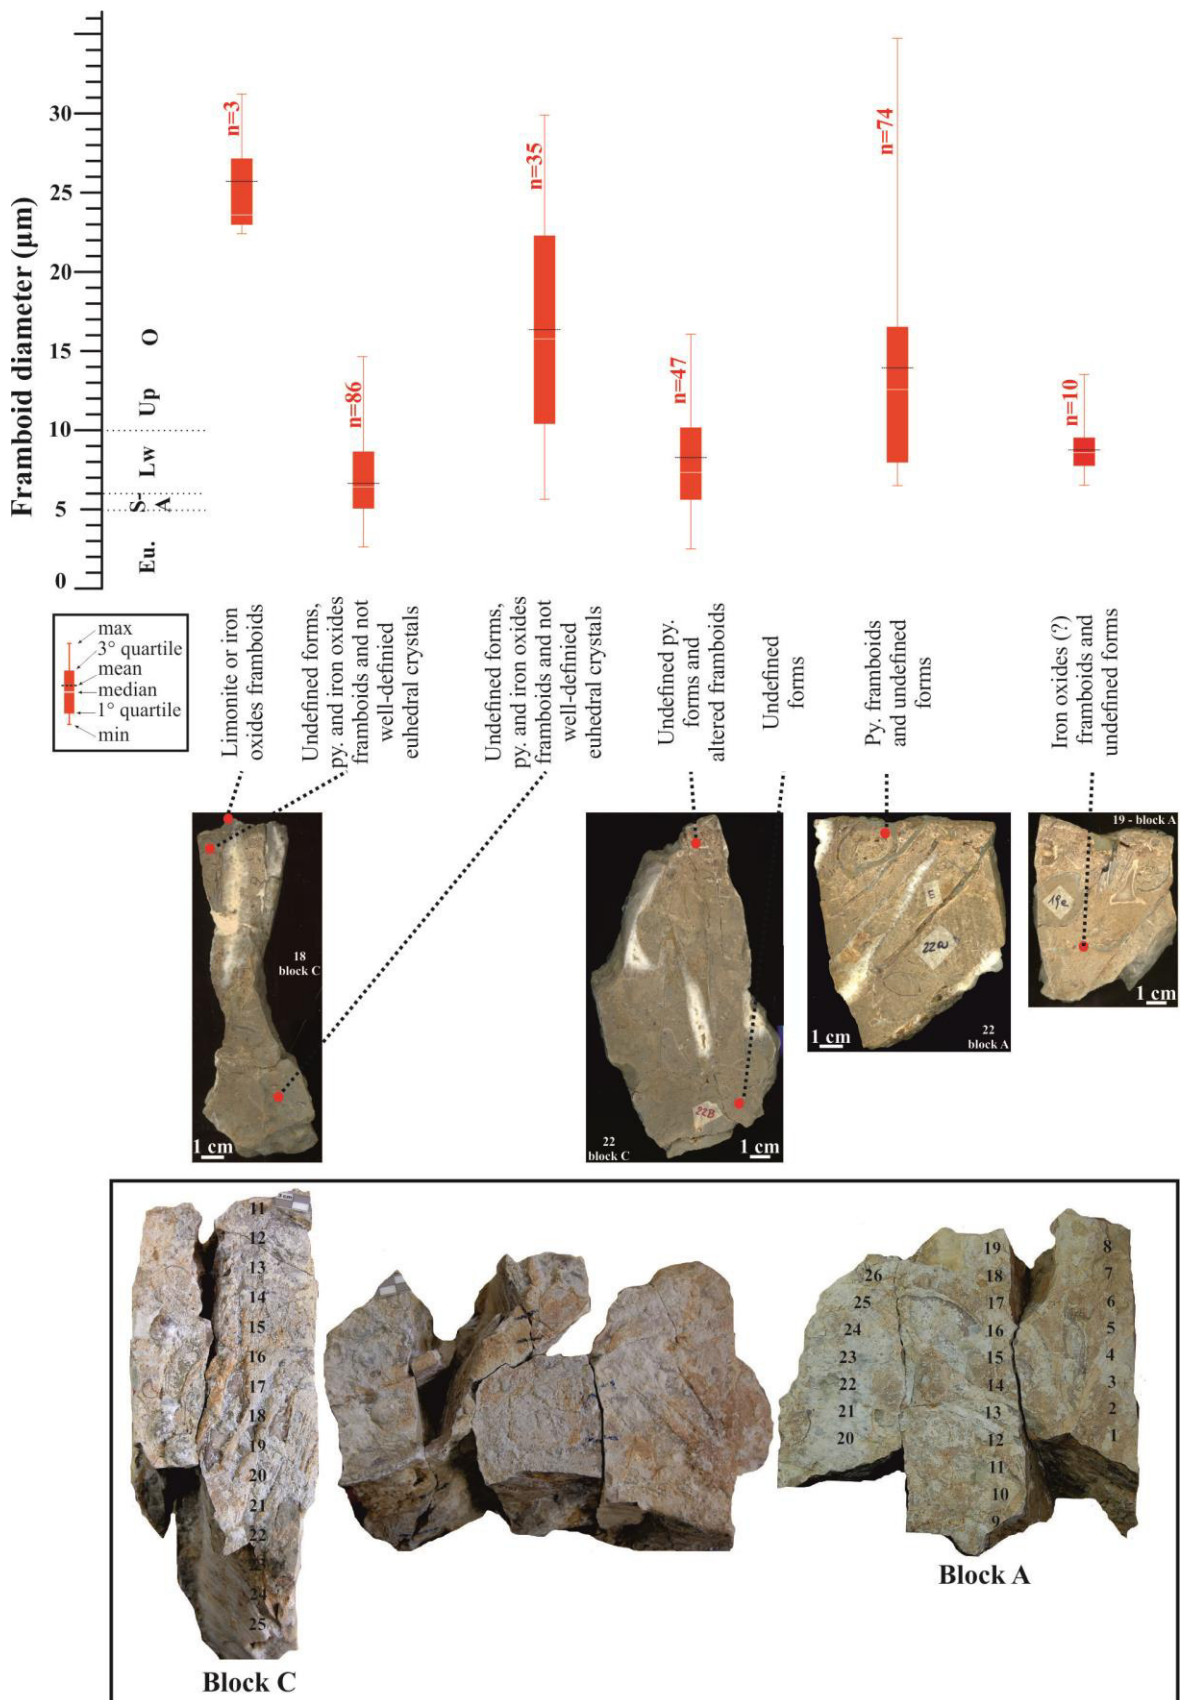 Framboid diameter (µm)
30
25
20
15
10
5
0
O
Up
Lw
S-
A
Eu.
n=3
n=86
n=35
n=47
n=74
n=10
max
3° quartile
mean
median
1° quartile
min
Limonite or iron
oxides framboids
Undefined forms,
py. and iron oxides
framboids and not
well-definied
euhedral crystals
Undefined forms,
py. and iron oxides
framboids and not
well-definied
euhedral crystals
Undefined py.
forms and
altered framboids
Undefined
forms
Py. framboids
and undefined
forms
Iron oxides (?)
framboids and
undefined forms
18
block C
1 cm
22B
22
block C
1 cm
E
22a
1 cm
22
block A
19 - block A
19a
1 cm
11
12
13
14
15
16
17
18
19
20
21
22
24
25
Block C
26
25
24
23
22
21
20
19
18
17
16
15
14
13
12
11
10
9
8
7
6
5
4
3
2
1
Block A